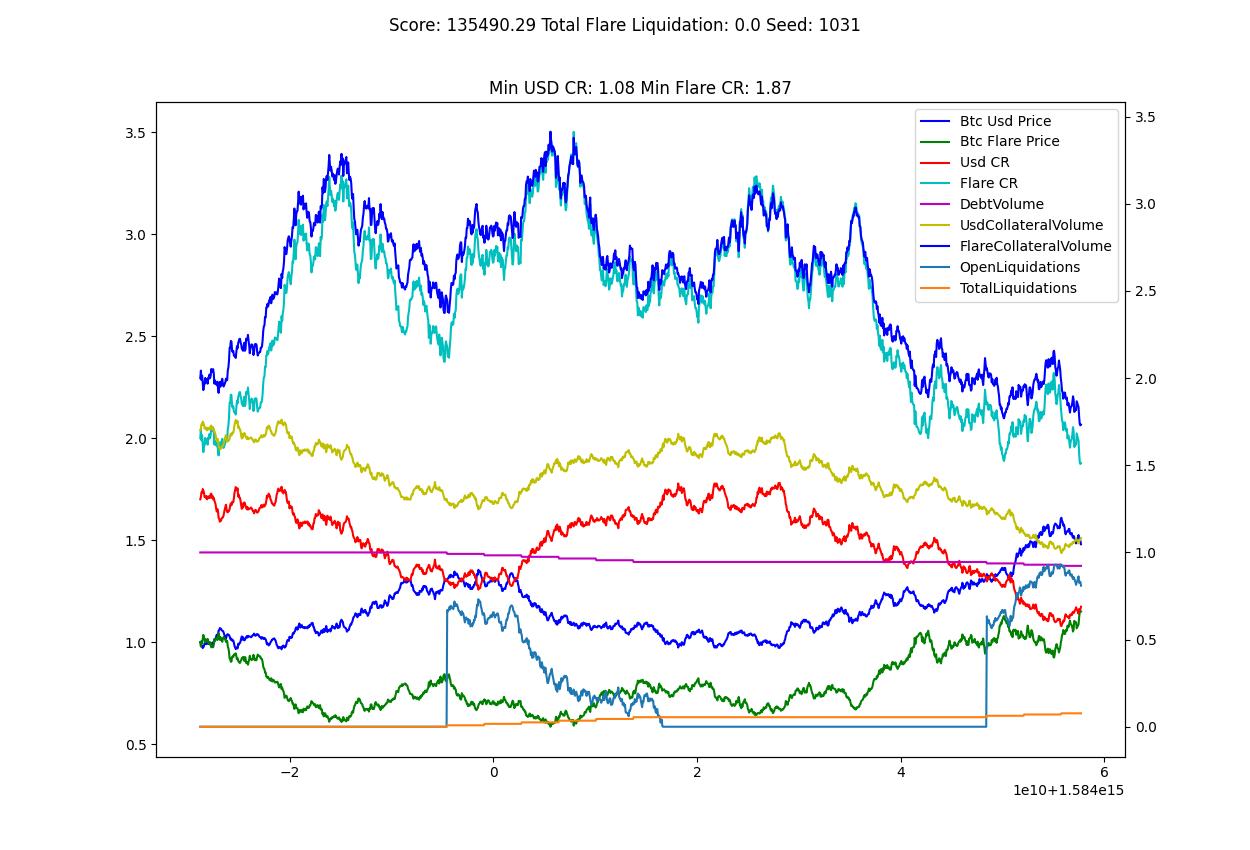 Score: 135490.29 Total Flare Liquidation: 0.0 Seed: 1031
Min USD CR: 1.08 Min Flare CR: 1.87
Btc Usd Price
Btc Flare Price
Usd CR
Flare CR
DebtVolume
UsdCollateralVolume
FlareCollateralVolume
OpenLiquidations
TotalLiquidations
3.5
3.0
2.5
2.0
1.5
1.0
0.5
3.5
3.0
2.5
2.0
1.5
1.0
0.5
0.0
−2
0
2
4
6
1e10+1.584e15